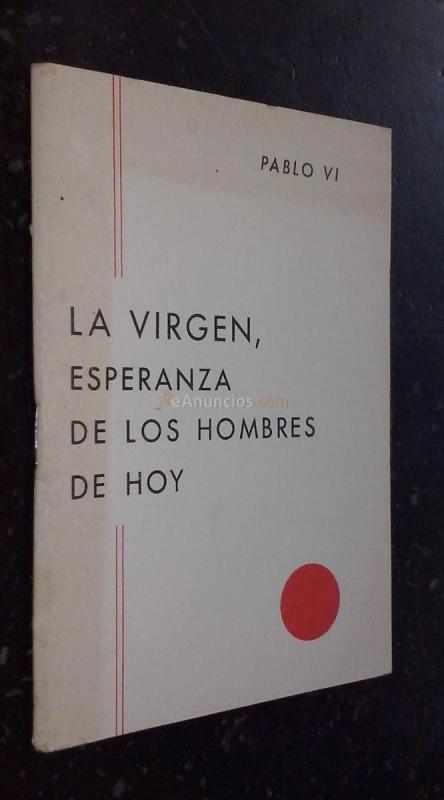 PABLO VI
LA VIRGEN,
ESPERANZA
eAnuncios.com
DE LOS HOMBRES
DE HOY